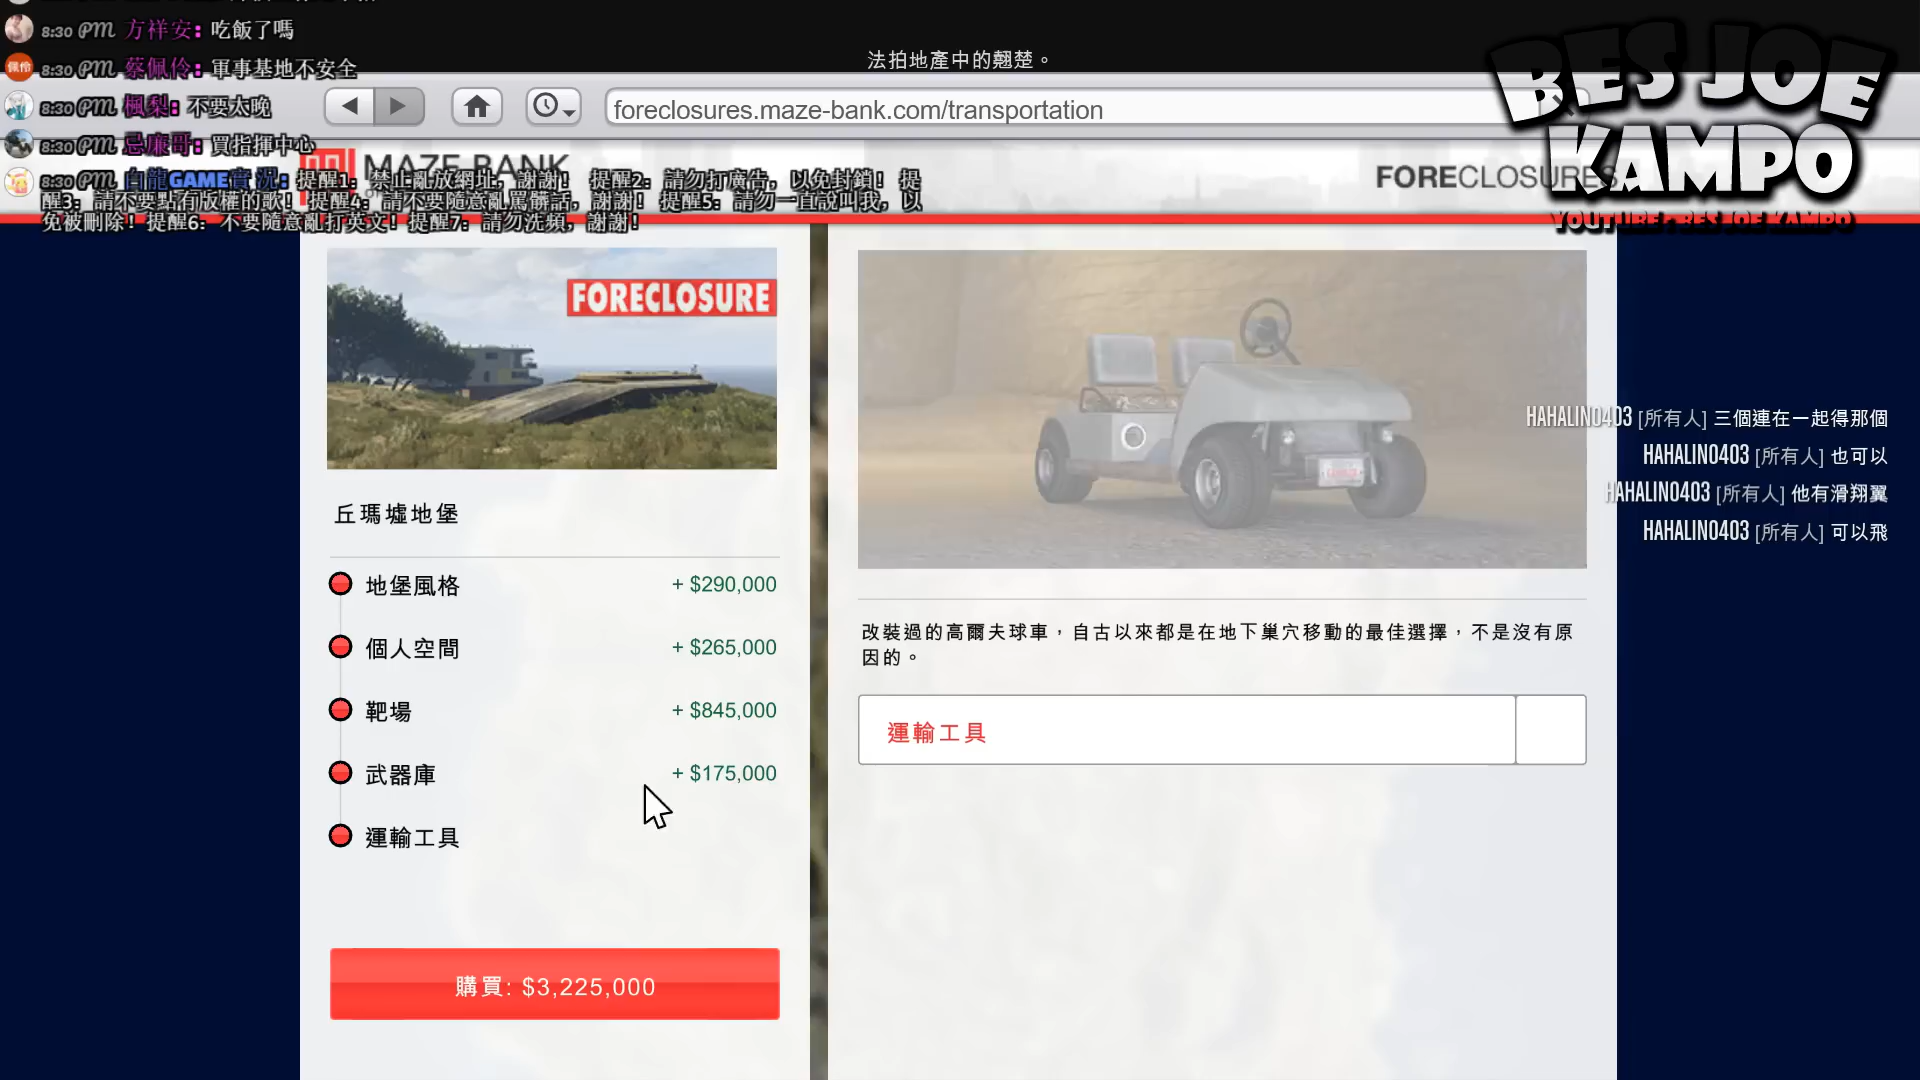 8:30 PM 方祥安: 吃飯了嗎
法拍地產中的翹楚。
8:30 PM 蔡佩伶: 軍事基地不安全
8:30 PM 楓梨: 不要太晚
foreclosures.maze-bank.com/transportation
8:30 PM 忌廉哥: 買指揮中心
MAZE BANK
FORECLOSURES
8:30 PM 白龍GAME實況: 提醒1: 禁止亂放網址, 謝謝! 提醒2: 請勿打廣告, 以免封鎖! 提
醒3: 請不要點有版權的歌! 提醒4: 請不要隨意亂罵髒話, 謝謝! 提醒5: 請勿一直說叫我, 以
免被刪除! 提醒6: 不要隨意亂打英文! 提醒7: 請勿洗頻, 謝謝!
BES JOE
KAMPO
YOUTUBE : BES JOE KAMPO
FORECLOSURE
丘瑪墟地堡
地堡風格 + $290,000
個人空間 + $265,000
靶場 + $845,000
武器庫 + $175,000
運輸工具
購買: $3,225,000
改裝過的高爾夫球車，自古以來都是在地下巢穴移動的最佳選擇，不是沒有原
因的。
運輸工具
HAHALIN0403 [所有人] 三個連在一起得那個
HAHALIN0403 [所有人] 也可以
HAHALIN0403 [所有人] 他有滑翔翼
HAHALIN0403 [所有人] 可以飛